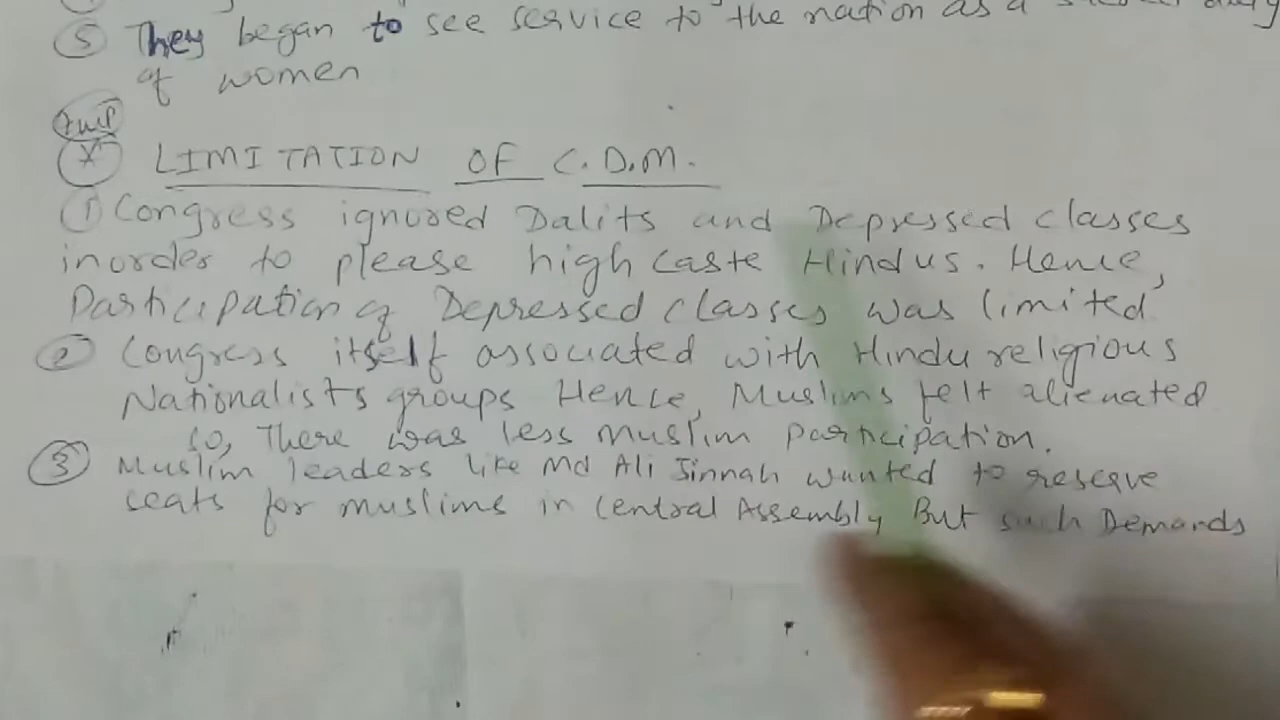 ⑤ They began to see service to the nation as a duty
of women
Imp
* LIMITATION OF C.D.M.
① Congress ignored Dalits and Depressed classes
inorder to please high caste Hindus. Hence,
Participation of Depressed classes was limited
② Congress itself associated with Hindu religious
Nationalists groups Hence, Muslims felt alienated
so, There was less muslim participation.
③ Muslim leaders like Md Ali Jinnah wanted to reserve
seats for muslims in Central Assembly But such Demands